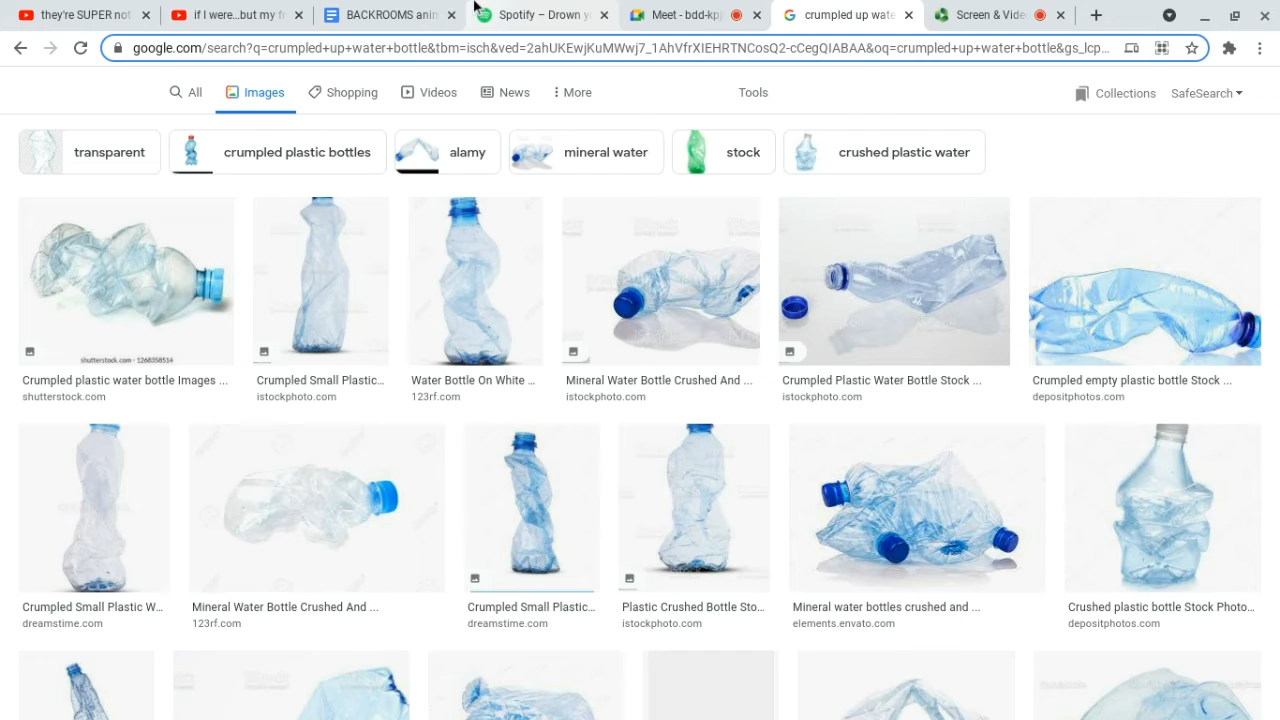 they're SUPER not
if I were...but my fr
BACKROOMS anim
Spotify – Drown yo
Meet - bdd-kpj
crumpled up wate
Screen & Vide
google.com/search?q=crumpled+up+water+bottle&tbm=isch&ved=2ahUKEwjKuMWwj7_1AhVfrXIEHRTNCosQ2-cCegQIABAA&oq=crumpled+up+water+bottle&gs_lcp...
All
Images
Shopping
Videos
News
More
Tools
Collections
SafeSearch
transparent
crumpled plastic bottles
alamy
mineral water
stock
crushed plastic water
shutterstock.com · 1268358514
Crumpled plastic water bottle Images ...
shutterstock.com
Crumpled Small Plastic...
istockphoto.com
Water Bottle On White ...
123rf.com
Mineral Water Bottle Crushed And ...
istockphoto.com
Crumpled Plastic Water Bottle Stock ...
istockphoto.com
Crumpled empty plastic bottle Stock ...
depositphotos.com
Crumpled Small Plastic W...
dreamstime.com
Mineral Water Bottle Crushed And ...
123rf.com
Crumpled Small Plastic...
dreamstime.com
Plastic Crushed Bottle Sto...
istockphoto.com
Mineral water bottles crushed and ...
elements.envato.com
Crushed plastic bottle Stock Photo...
depositphotos.com